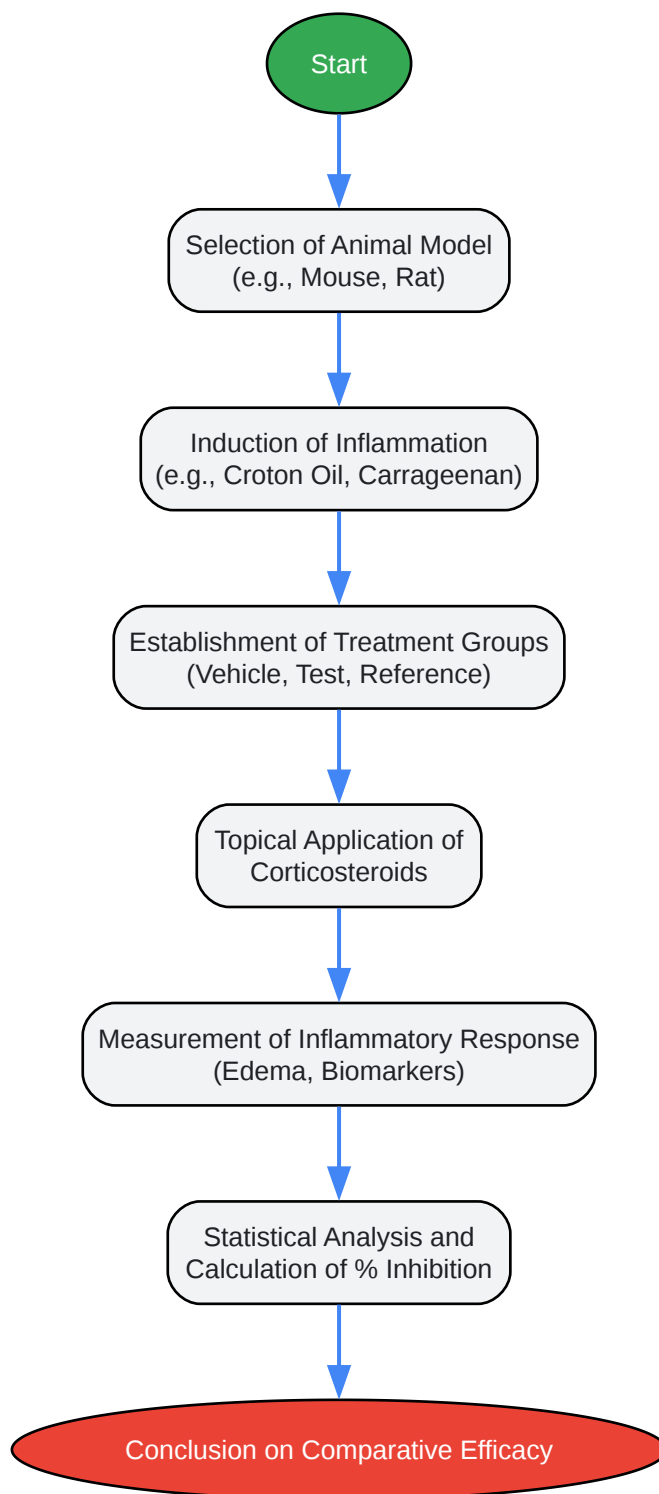 Start
Selection of Animal Model
(e.g., Mouse, Rat)
Induction of Inflammation
(e.g., Croton Oil, Carrageenan)
Establishment of Treatment Groups
(Vehicle, Test, Reference)
Topical Application of
Corticosteroids
Measurement of Inflammatory Response
(Edema, Biomarkers)
Statistical Analysis and
Calculation of % Inhibition
Conclusion on Comparative Efficacy